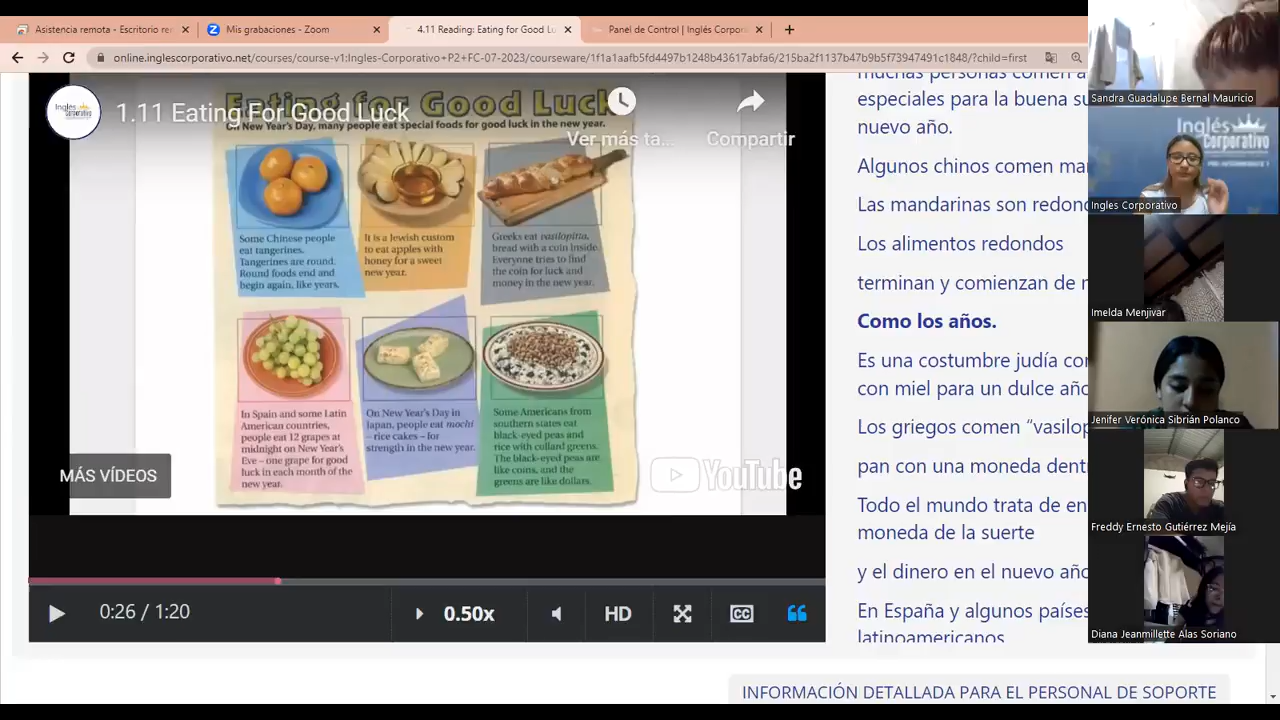 Asistencia remota - Escritorio re
Mis grabaciones - Zoom
4.11 Reading: Eating for Good Lu
Panel de Control | Inglés Corpora
online.inglescorporativo.net/courses/course-v1:Ingles-Corporativo+P2+FC-07-2023/courseware/1f1a1aafb5fd4497b1248b43617abfa6/215ba2f1137b47b9b5f73947491c1848/?child=first
Eating for Good Luck
1.11 Eating For Good Luck
On New Year's Day, many people eat special foods for good luck in the new year.
Ver más ta...
Compartir
Some Chinese people
eat tangerines.
Tangerines are round.
Round foods end and
begin again, like years.
It is a Jewish custom
to eat apples with
honey for a sweet
new year.
Greeks eat vasilopitta,
bread with a coin inside.
Everyone tries to find
the coin for luck and
money in the new year.
In Spain and some Latin
American countries,
people eat 12 grapes at
midnight on New Year's
Eve – one grape for good
luck in each month of the
new year.
On New Year's Day in
Japan, people eat mochi
– rice cakes – for
strength in the new year.
Some Americans from
southern states eat
black-eyed peas and
rice with collard greens.
The black-eyed peas are
like coins, and the
greens are like dollars.
MÁS VÍDEOS
YouTube
0:26 / 1:20
0.50x
HD
CC
muchas personas comen a
especiales para la buena su
nuevo año.
Algunos chinos comen ma
Las mandarinas son redond
Los alimentos redondos
terminan y comienzan de n
Como los años.
Es una costumbre judía co
con miel para un dulce año
Los griegos comen “vasilop
pan con una moneda dent
Todo el mundo trata de en
moneda de la suerte
y el dinero en el nuevo año
En España y algunos países
latinoamericanos
INFORMACIÓN DETALLADA PARA EL PERSONAL DE SOPORTE
Sandra Guadalupe Bernal Mauricio
Inglés
Corporativo
Ingles Corporativo
Imelda Menjivar
Jenifer Verónica Sibrián Polanco
Freddy Ernesto Gutiérrez Mejía
Diana Jeanmillette Alas Soriano